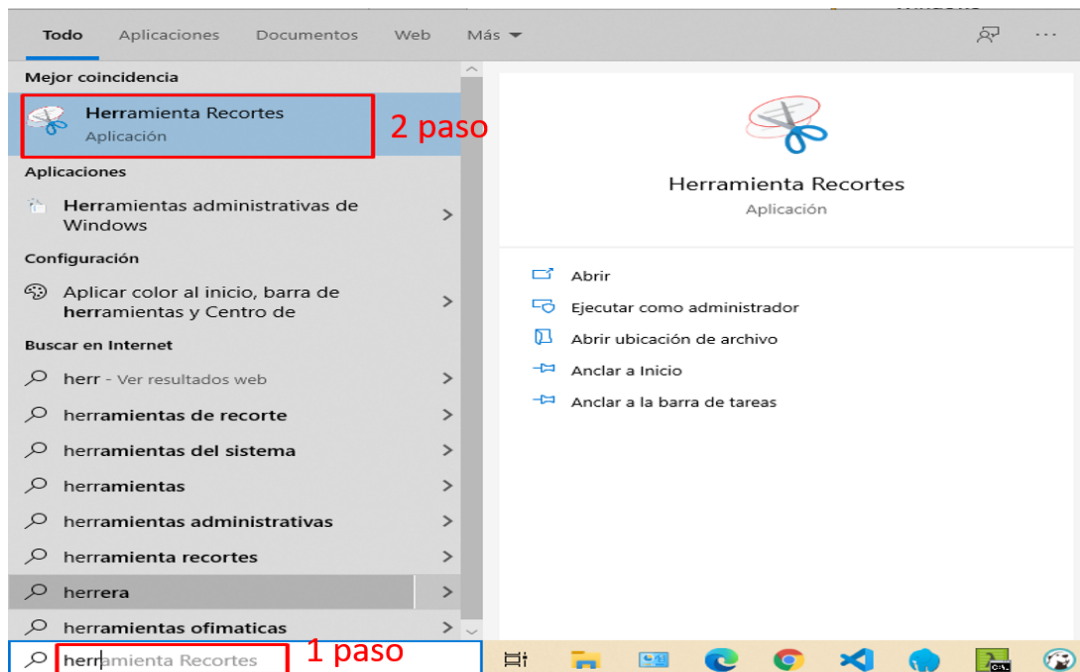 Todo Aplicaciones Documentos Web Más
Mejor coincidencia
Herramienta Recortes
Aplicación
2 paso
Aplicaciones
Herramientas administrativas de
Windows
Configuración
Aplicar color al inicio, barra de
herramientas y Centro de
Buscar en Internet
herr - Ver resultados web
herramientas de recorte
herramientas del sistema
herramientas
herramientas administrativas
herramienta recortes
herrera
herramientas ofimaticas
herramienta Recortes
1 paso
Herramienta Recortes
Aplicación
Abrir
Ejecutar como administrador
Abrir ubicación de archivo
Anclar a Inicio
Anclar a la barra de tareas